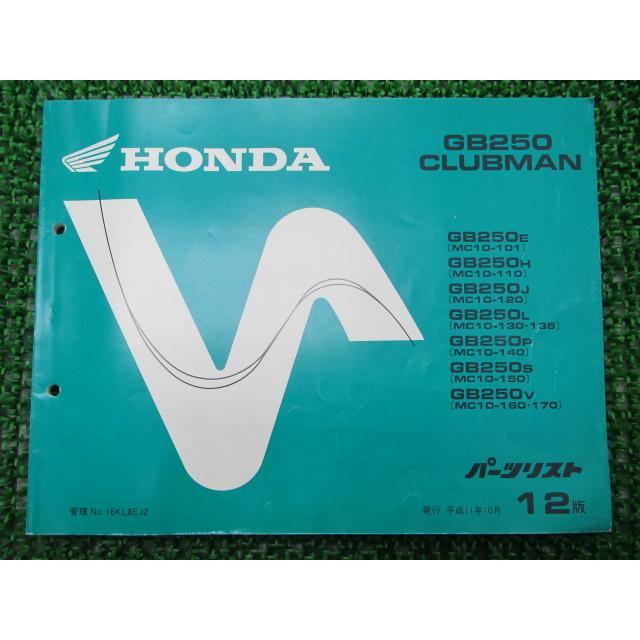 HONDA
GB250
CLUBMAN
GB250E
[MC10-101]
GB250H
[MC10-110]
GB250J
[MC10-120]
GB250L
[MC10-130・135]
GB250P
[MC10-140]
GB250S
[MC10-150]
GB250V
[MC10-160・170]
パーツリスト
管理 No. 16KL8EJ2
発行 平成11年10月 12版